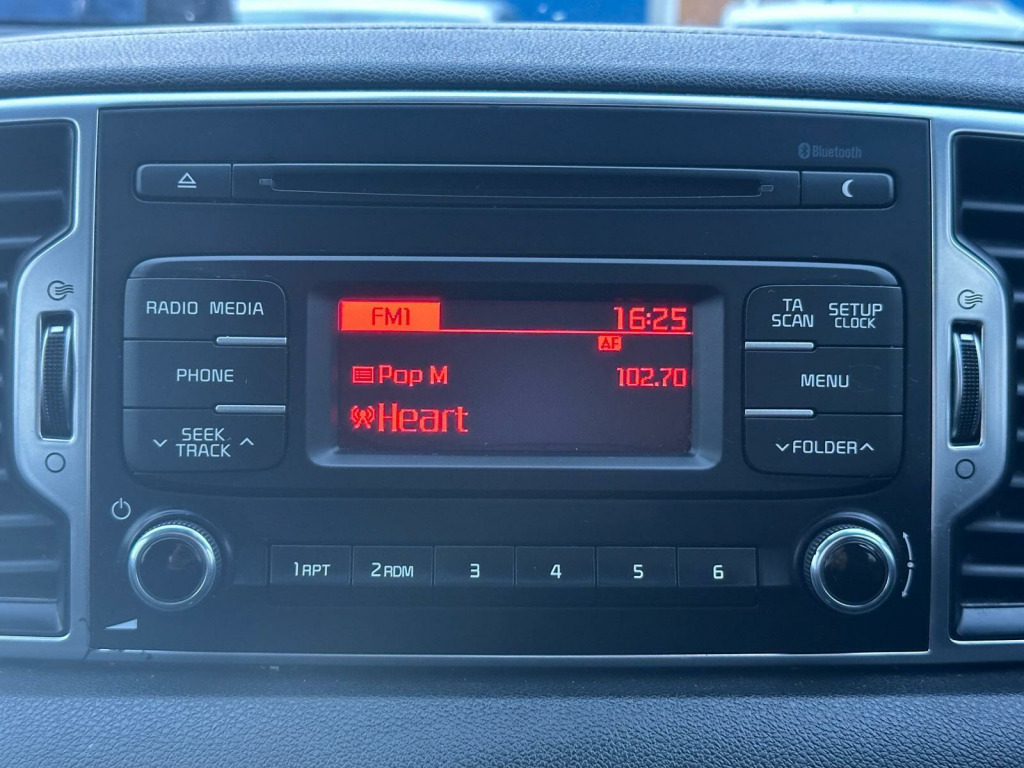 Bluetooth
RADIO MEDIA
PHONE
SEEK
TRACK
FM1 16:25
AF
Pop M 102.70
Heart
TA
SCAN
SETUP
CLOCK
MENU
FOLDER
1 APT 2 RDM 3 4 5 6